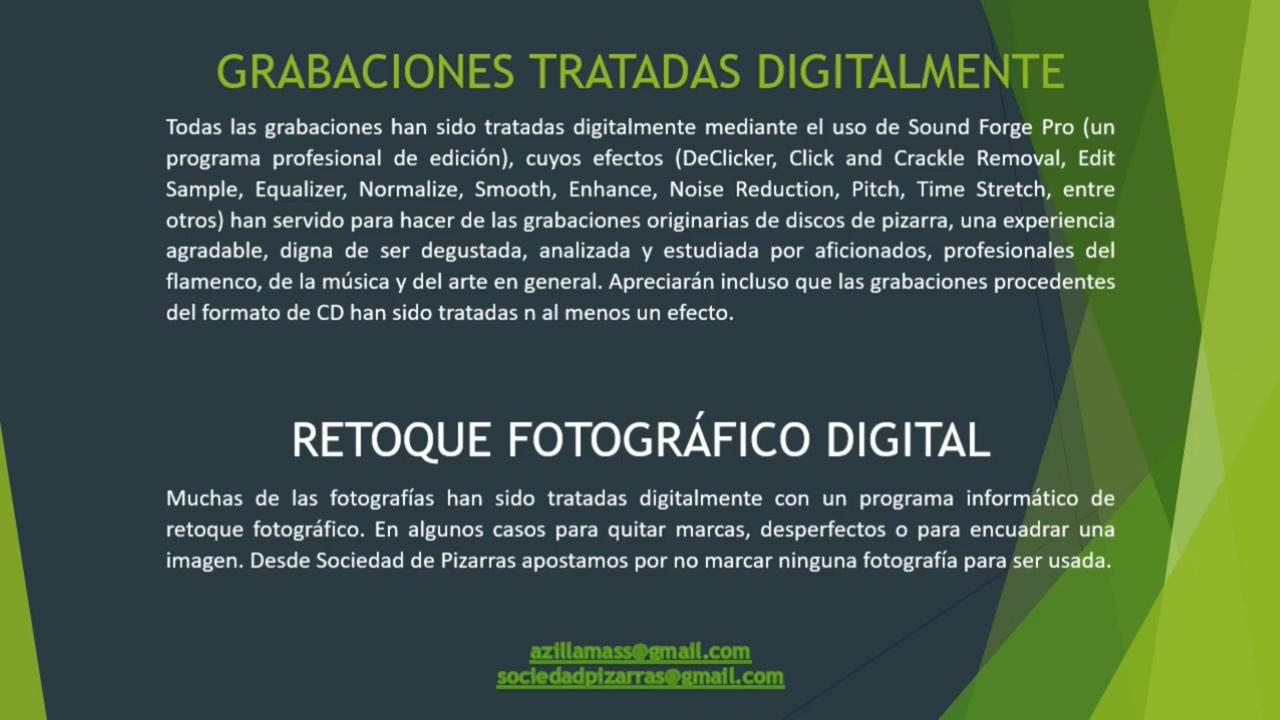 GRABACIONES TRATADAS DIGITALMENTE
Todas las grabaciones han sido tratadas digitalmente mediante el uso de Sound Forge Pro (un
programa profesional de edición), cuyos efectos (DeClicker, Click and Crackle Removal, Edit
Sample, Equalizer, Normalize, Smooth, Enhance, Noise Reduction, Pitch, Time Stretch, entre
otros) han servido para hacer de las grabaciones originarias de discos de pizarra, una experiencia
agradable, digna de ser degustada, analizada y estudiada por aficionados, profesionales del
flamenco, de la música y del arte en general. Apreciarán incluso que las grabaciones procedentes
del formato de CD han sido tratadas n al menos un efecto.
RETOQUE FOTOGRÁFICO DIGITAL
Muchas de las fotografías han sido tratadas digitalmente con un programa informático de
retoque fotográfico. En algunos casos para quitar marcas, desperfectos o para encuadrar una
imagen. Desde Sociedad de Pizarras apostamos por no marcar ninguna fotografía para ser usada.
azillamass@gmail.com
sociedadpizarras@gmail.com